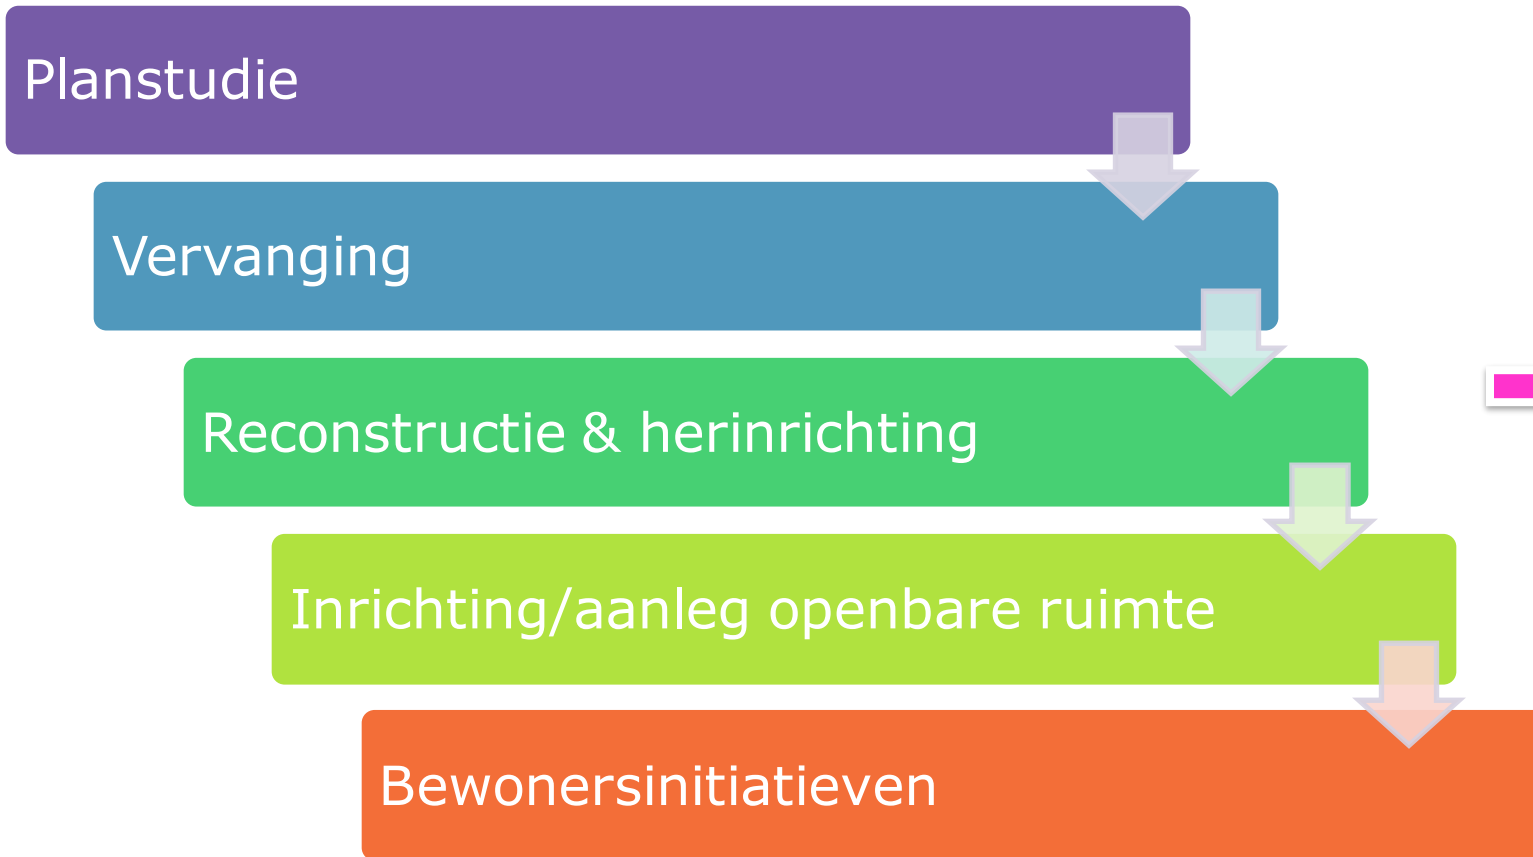 Planstudie
Vervanging
Reconstructie & herinrichting
Inrichting/aanleg openbare ruimte
Bewonersinitiatieven